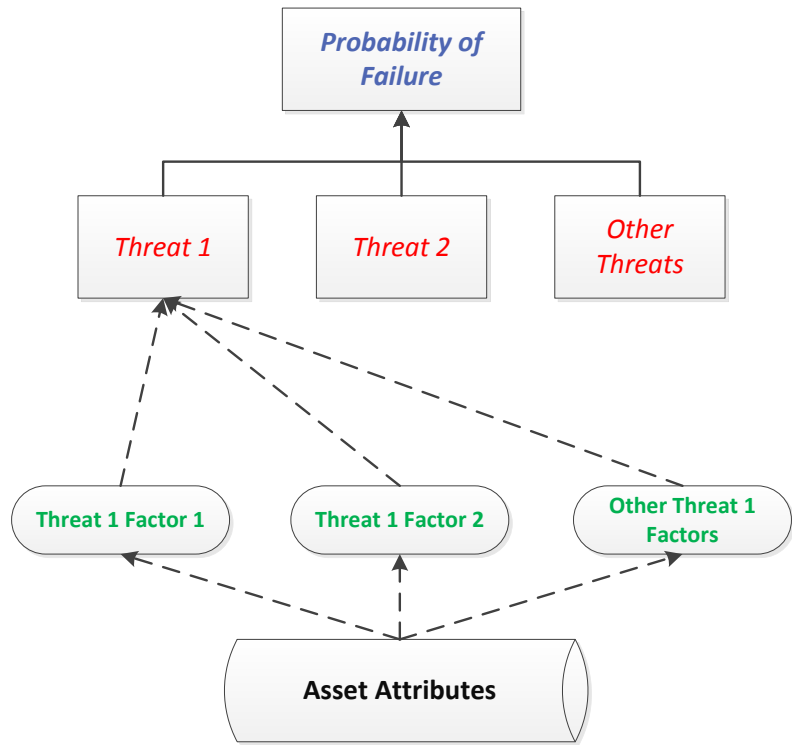 Probability of
Failure
Threat 1
Threat 2
Other
Threats
Threat 1 Factor 1
Threat 1 Factor 2
Other Threat 1
Factors
Asset Attributes